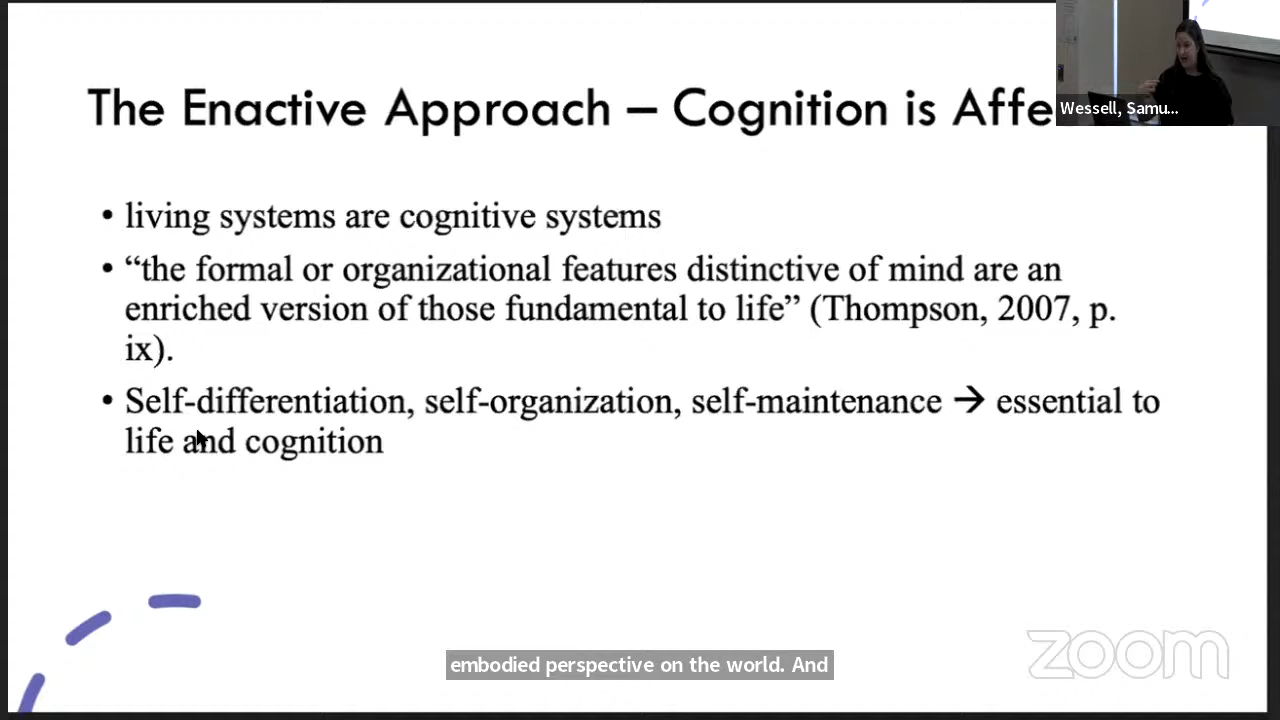 The Enactive Approach – Cognition is Affe
Wessell, Samu...
• living systems are cognitive systems
• “the formal or organizational features distinctive of mind are an
enriched version of those fundamental to life” (Thompson, 2007, p.
ix).
• Self-differentiation, self-organization, self-maintenance → essential to
life and cognition
embodied perspective on the world. And
zoom